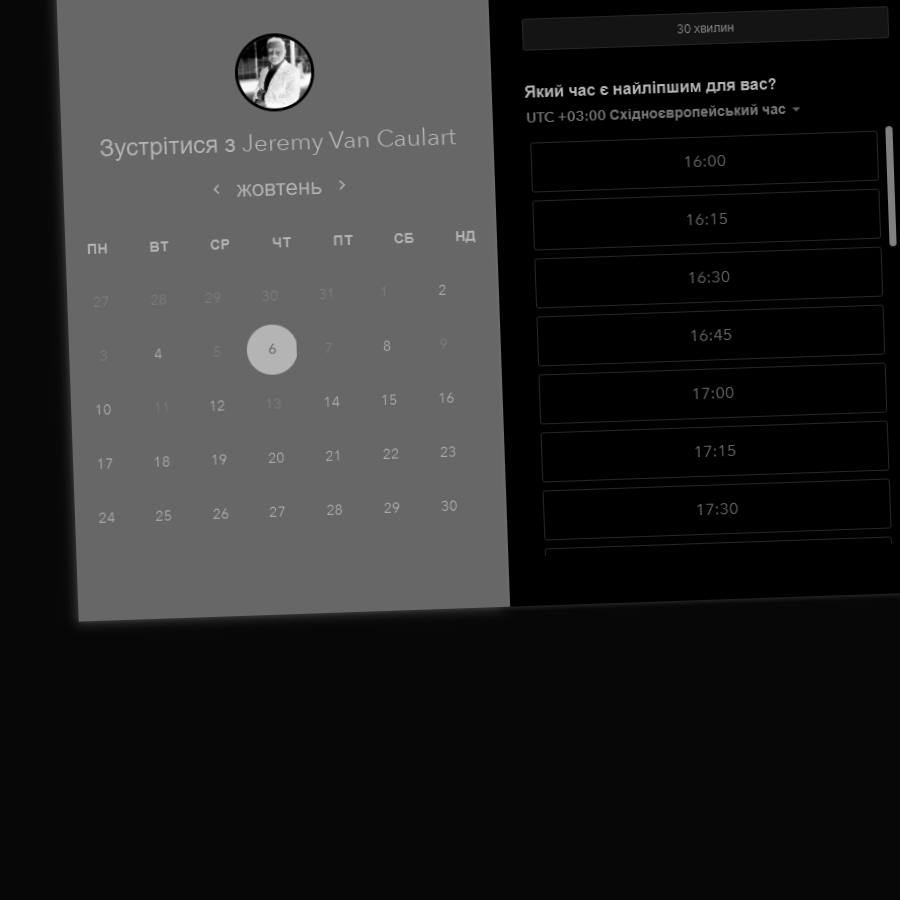 Зустрітися з Jeremy Van Caulart
жовтень
ПН ВТ СР ЧТ ПТ СБ НД
27 28 29 30 31 1 2
3 4 5 6 7 8 9
10 11 12 13 14 15 16
17 18 19 20 21 22 23
24 25 26 27 28 29 30
30 хвилин
Який час є найліпшим для вас?
UTC +03:00 Східноєвропейський час
16:00
16:15
16:30
16:45
17:00
17:15
17:30